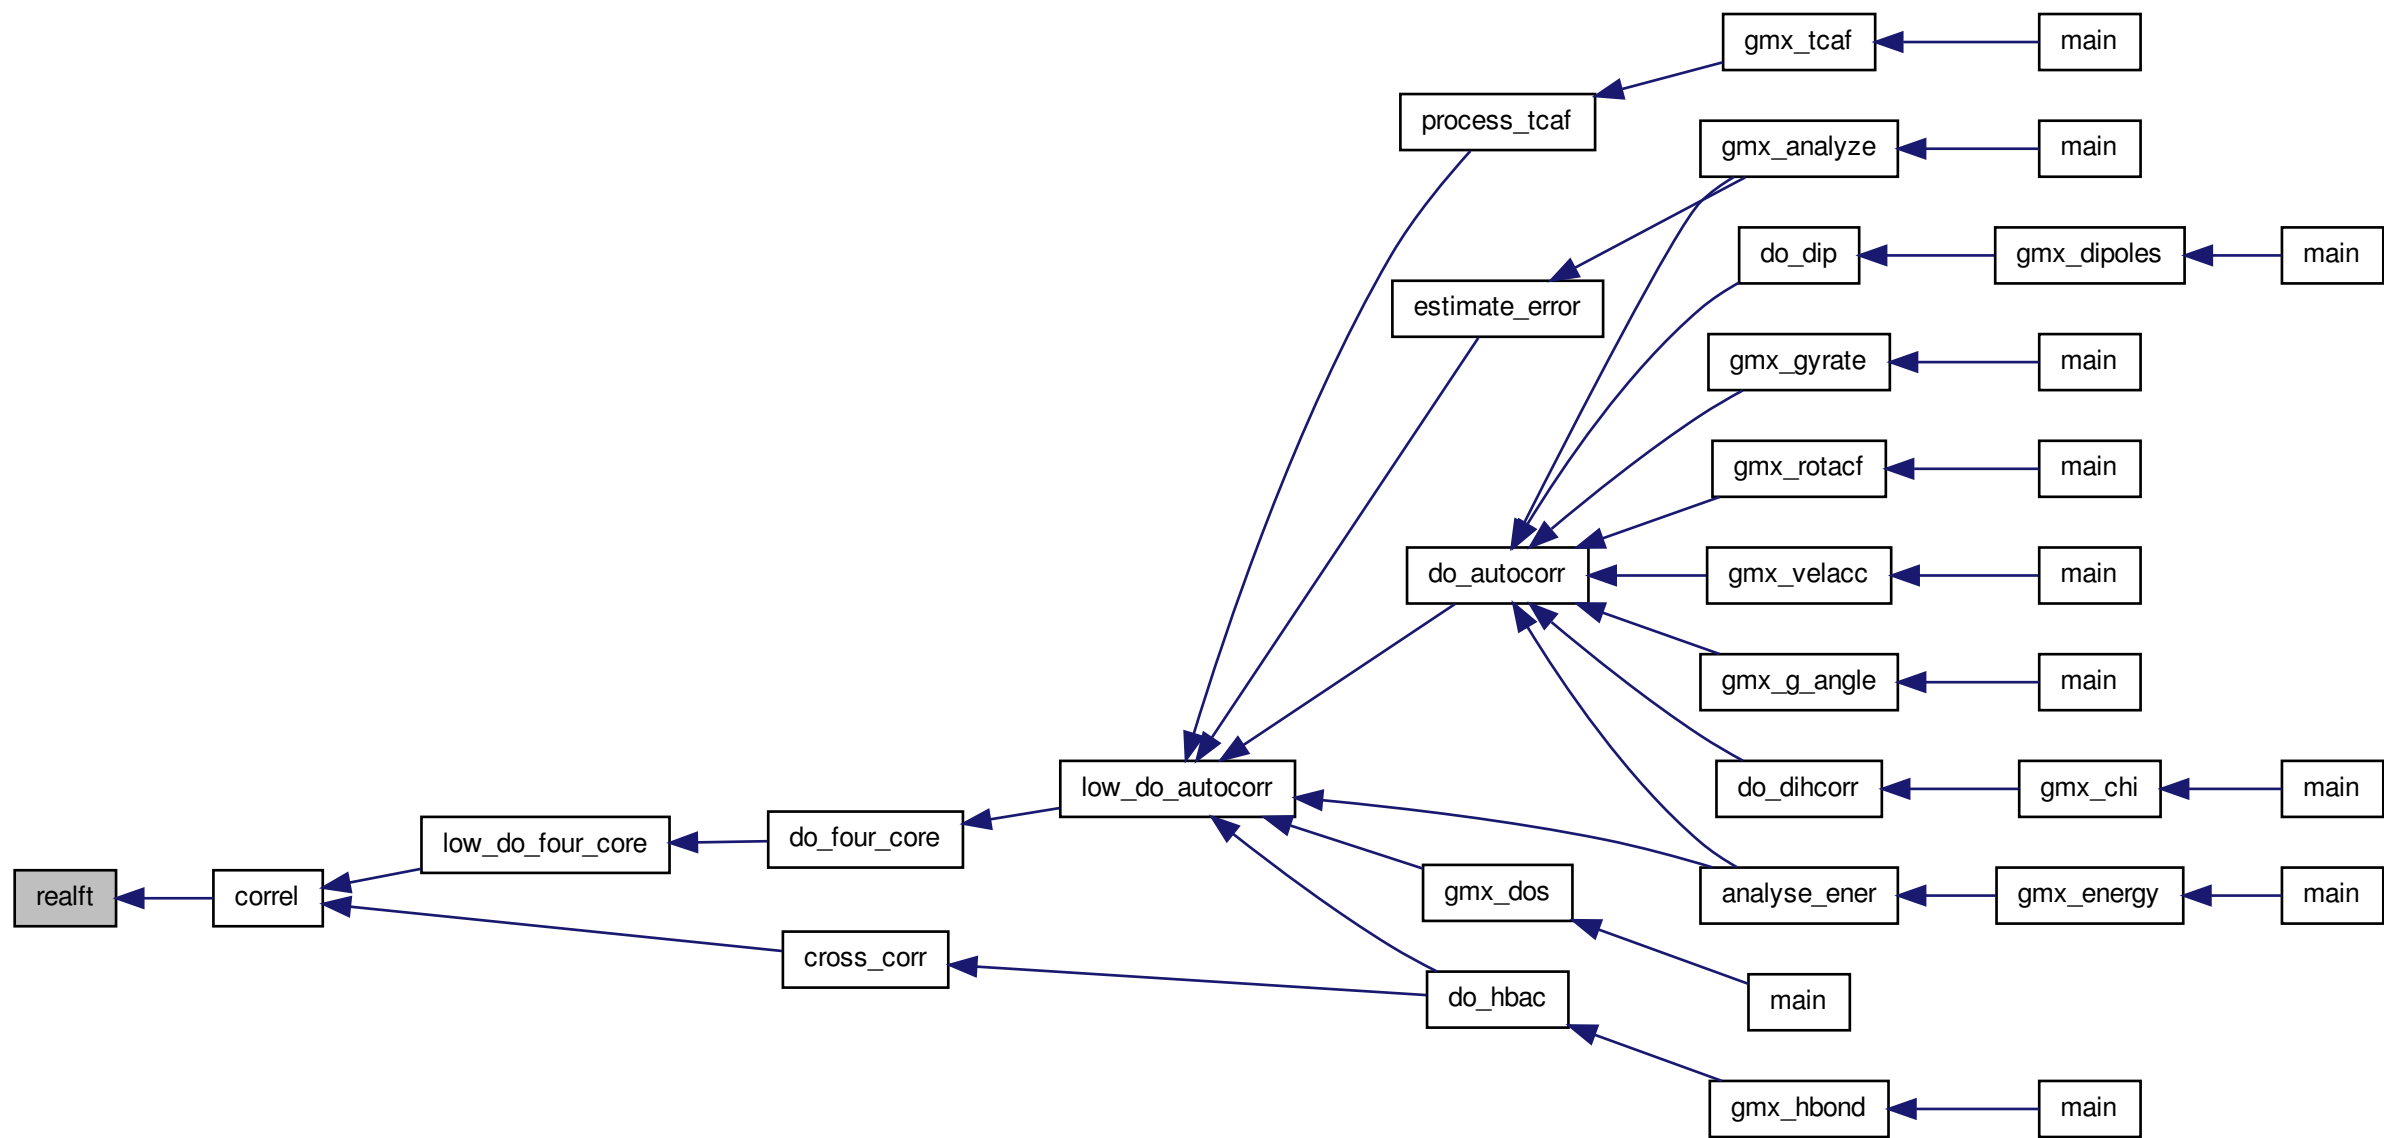 gmx_tcaf
main
process_tcaf
gmx_analyze
main
do_dip
gmx_dipoles
main
estimate_error
gmx_gyrate
main
gmx_rotacf
main
do_autocorr
gmx_velacc
main
gmx_g_angle
main
low_do_autocorr
do_dihcorr
gmx_chi
main
low_do_four_core
do_four_core
realft
correl
gmx_dos
analyse_ener
gmx_energy
main
cross_corr
do_hbac
main
gmx_hbond
main